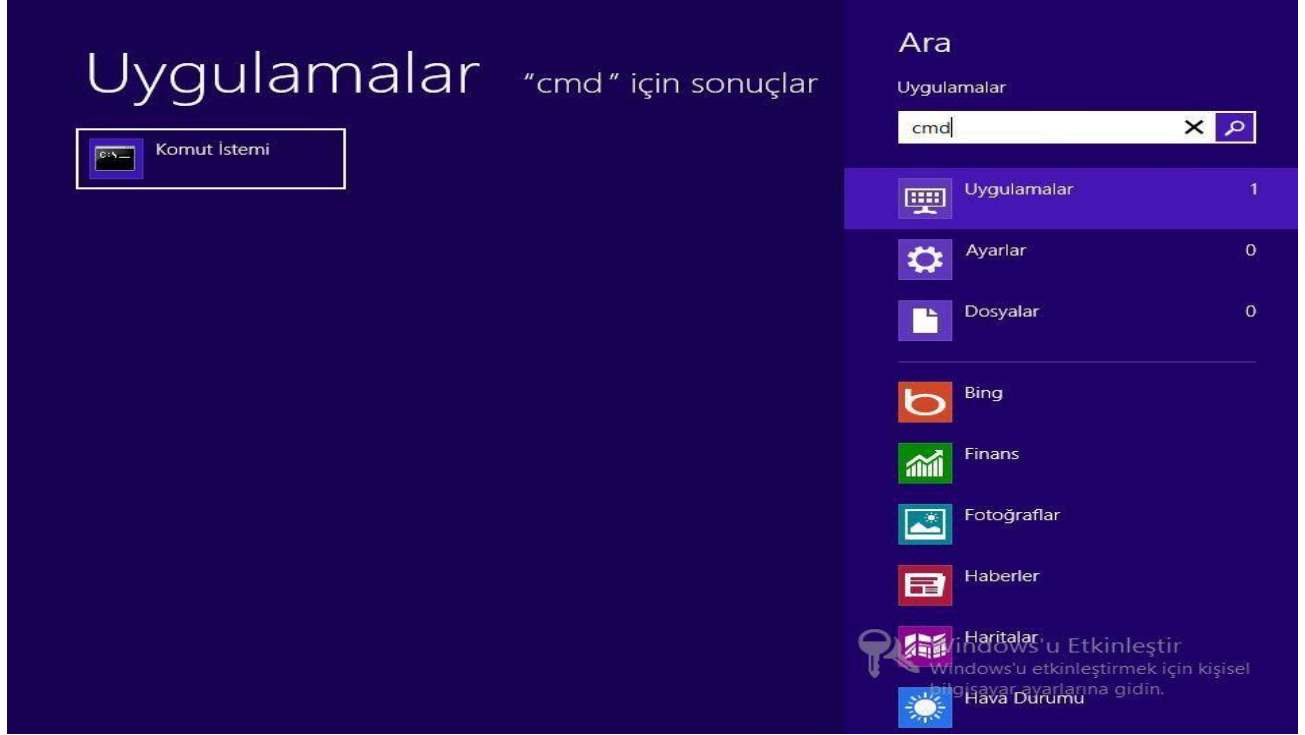 Uygulamalar "cmd" için sonuçlar
C:\_
Komut İstemi
Ara
Uygulamalar
cmd
Uygulamalar 1
Ayarlar 0
Dosyalar 0
Bing
Finans
Fotoğraflar
Haberler
Haritalar
Windows'u Etkinleştir
Windows'u etkinleştirmek için kişisel
bilgisayar ayarlarına gidin.
Hava Durumu